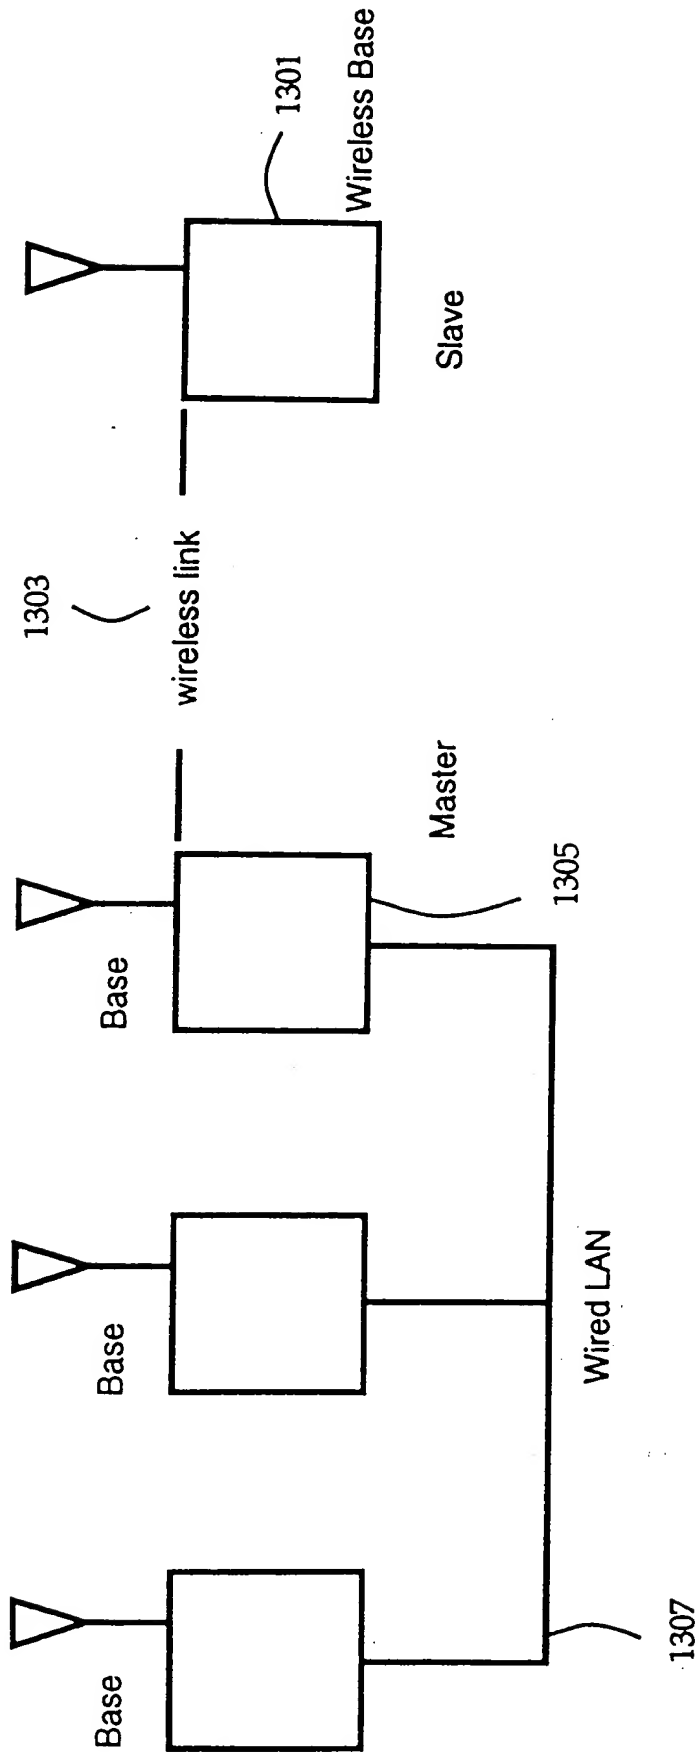 Base
Base
Base
1303
wireless link
1301
Wireless Base
Master
Slave
1305
Wired LAN
1307